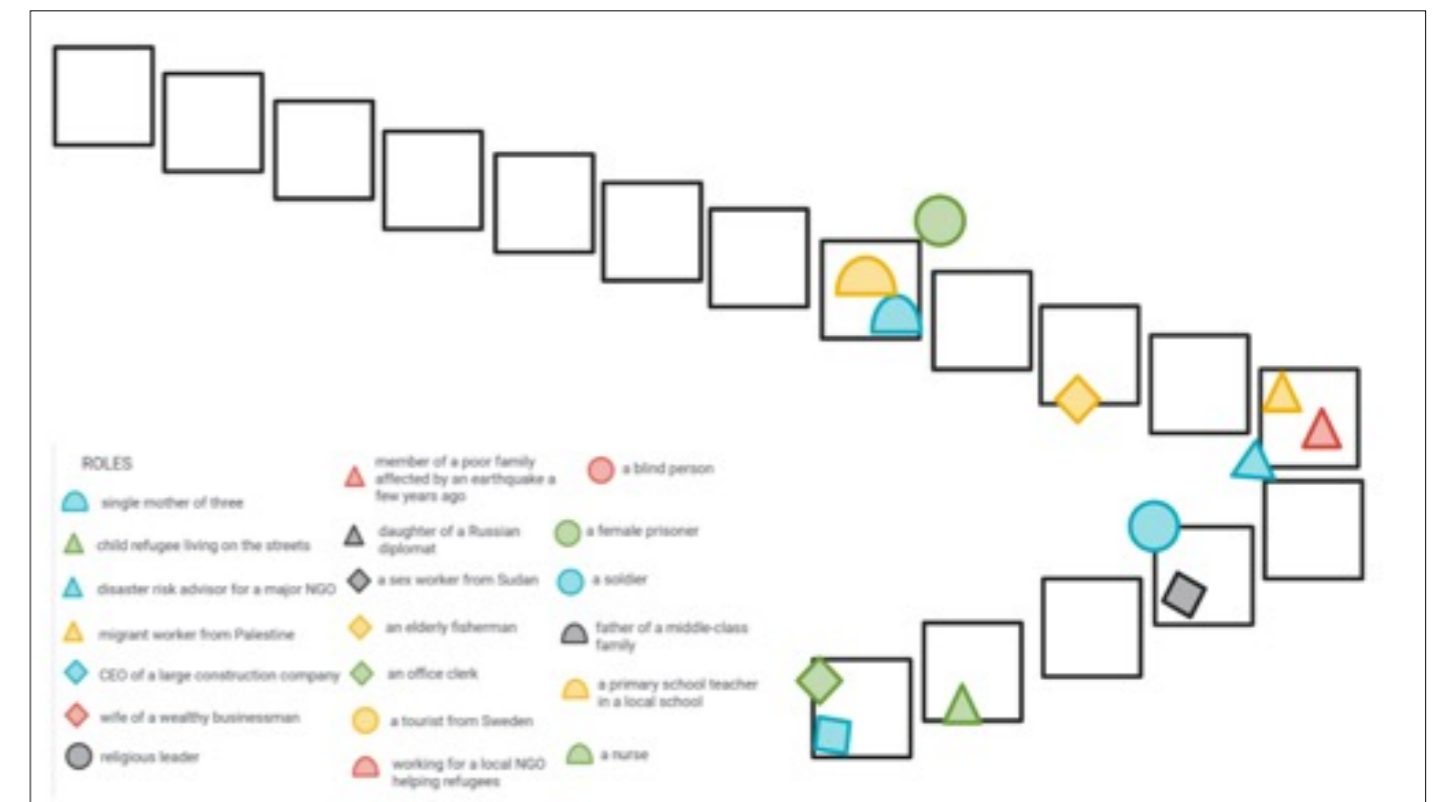 ROLES
single mother of three
child refugee living on the streets
disaster risk advisor for a major NGO
migrant worker from Palestine
CEO of a large construction company
wife of a wealthy businessman
religious leader
member of a poor family
affected by an earthquake a
few years ago
daughter of a Russian
diplomat
a sex worker from Sudan
an elderly fisherman
an office clerk
a tourist from Sweden
working for a local NGO
helping refugees
a blind person
a female prisoner
a soldier
father of a middle-class
family
a primary school teacher
in a local school
a nurse